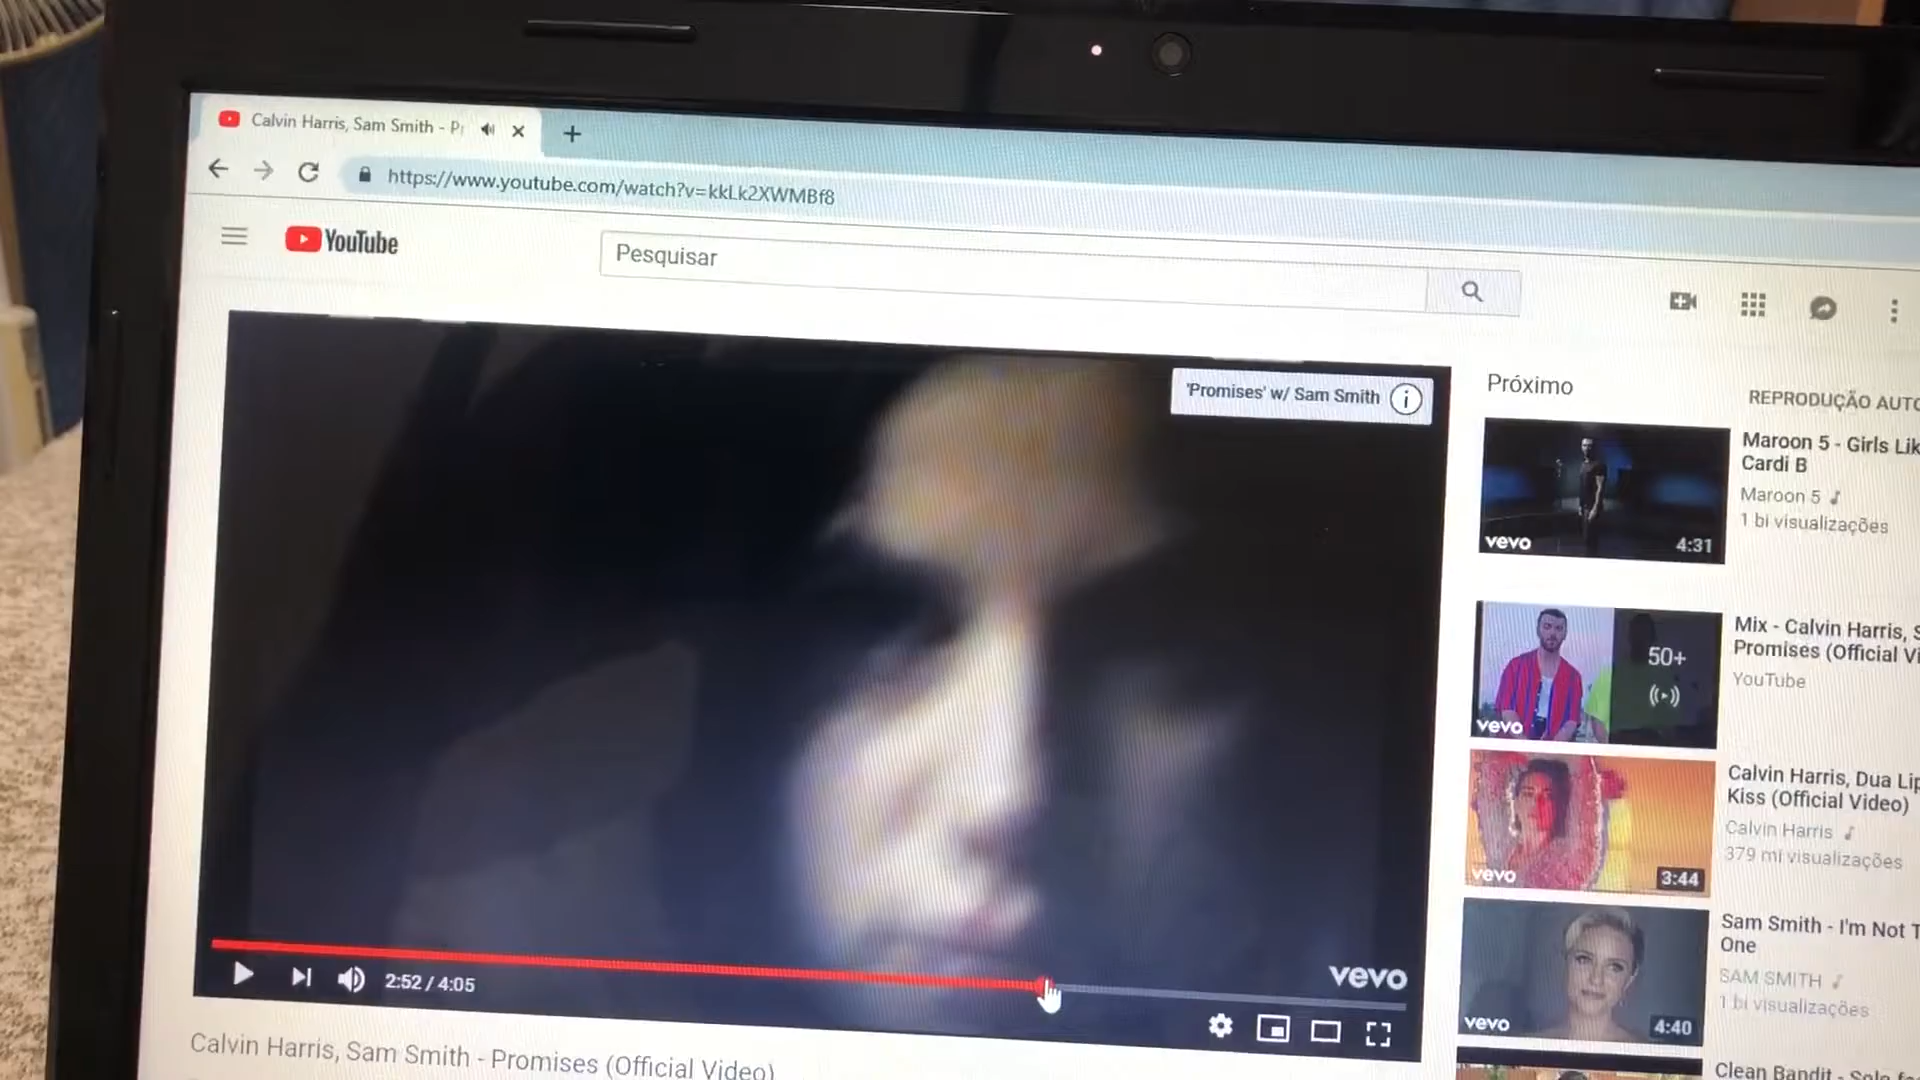 Calvin Harris, Sam Smith - Pr
https://www.youtube.com/watch?v=kkLk2XWMBf8
YouTube
Pesquisar
'Promises' w/ Sam Smith
i
vevo
2:52 / 4:05
Calvin Harris, Sam Smith - Promises (Official Video)
Próximo
REPRODUÇÃO AUTO
Maroon 5 - Girls Lik
Cardi B
Maroon 5
1 bi visualizações
vevo
4:31
Mix - Calvin Harris, S
Promises (Official Vi
YouTube
50+
vevo
Calvin Harris, Dua Lip
Kiss (Official Video)
Calvin Harris
379 mi visualizações
vevo
3:44
Sam Smith - I'm Not T
One
SAM SMITH
1 bi visualizações
vevo
4:40
Clean Bandit - Solo fe